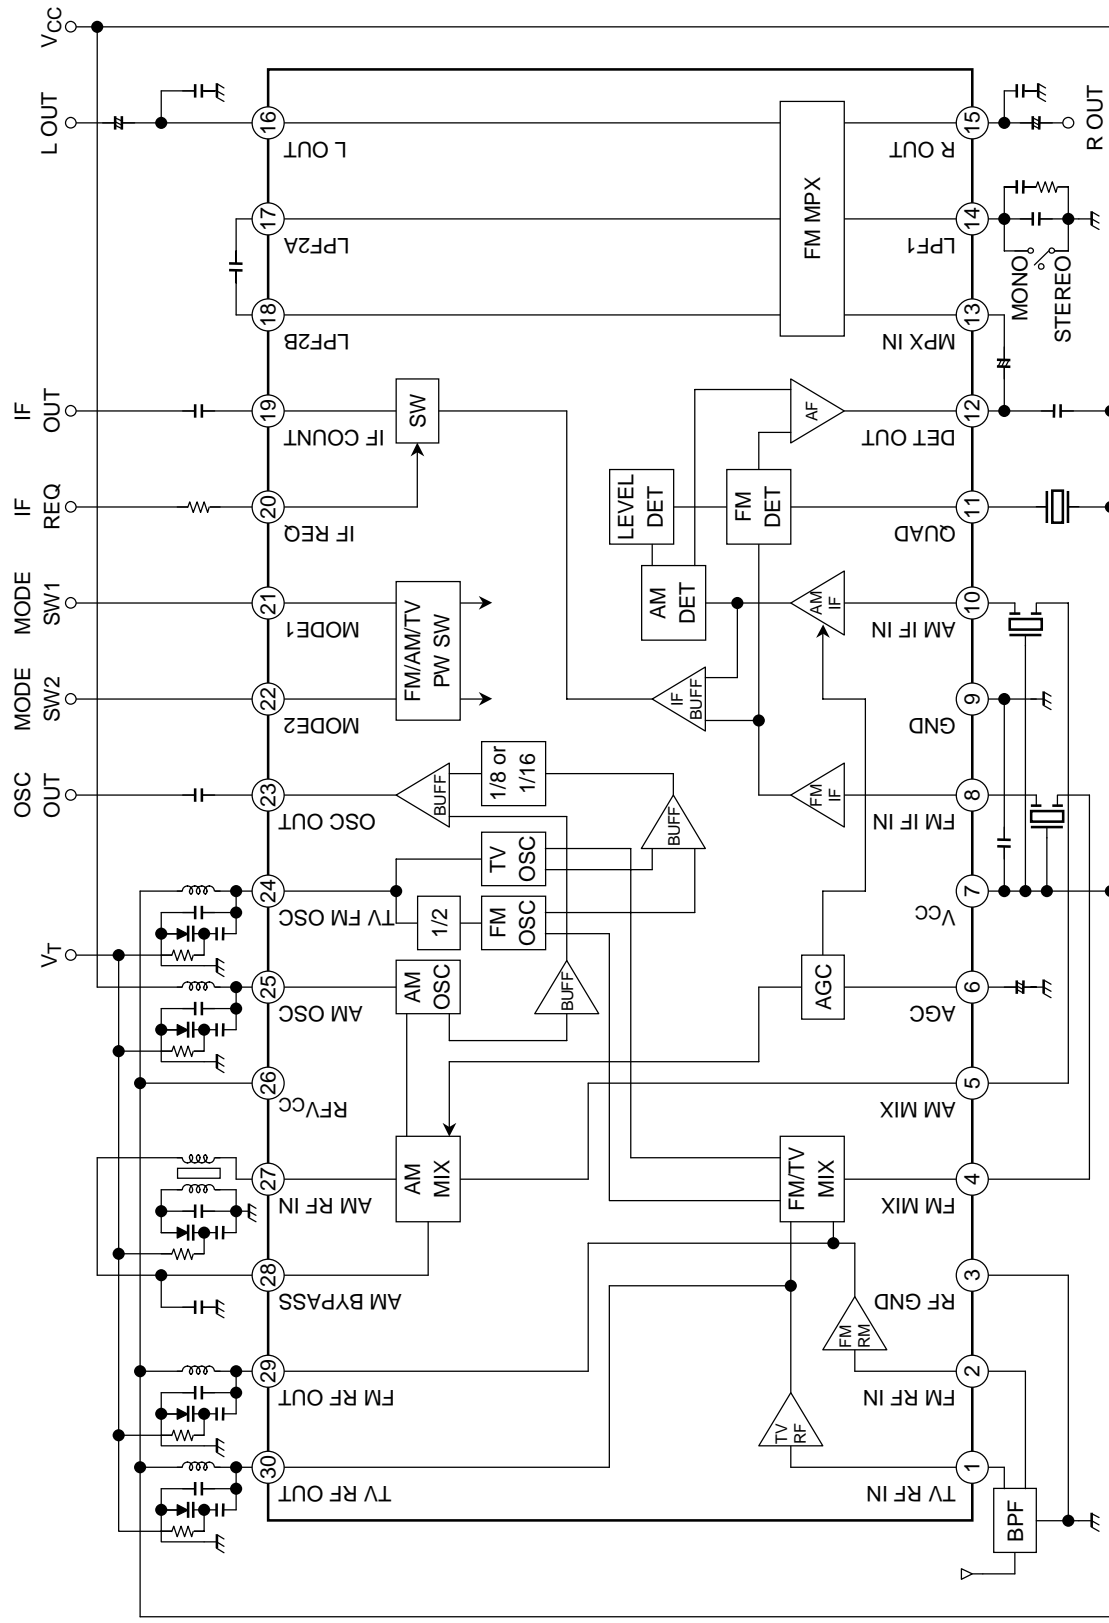 VT
OSC
OUT
MODE
SW2
MODE
SW1
IF
REQ
IF
OUT
L OUT
VCC
30
29
28
27
26
25
24
23
22
21
20
19
18
17
16
TV RF OUT
FM RF OUT
AM BYPASS
AM RF IN
RFVCC
AM OSC
TV FM OSC
OSC OUT
MODE2
MODE1
IF REQ
IF COUNT
LPF2B
LPF2A
L OUT
AM
MIX
AM
OSC
1/2
FM
OSC
TV
OSC
BUFF
BUFF
BUFF
1/8 or
1/16
FM/AM/TV
PW SW
SW
IF
BUFF
AM
DET
LEVEL
DET
FM
DET
AF
TV
RF
FM
RM
FM/TV
MIX
AGC
FM
IF
AM
IF
FM MPX
TV RF IN
FM RF IN
RF GND
FM MIX
AM MIX
AGC
VCC
FM IF IN
GND
AM IF IN
QUAD
DET OUT
MPX IN
LPF1
R OUT
1
2
3
4
5
6
7
8
9
10
11
12
13
14
15
BPF
MONO
STEREO
R OUT